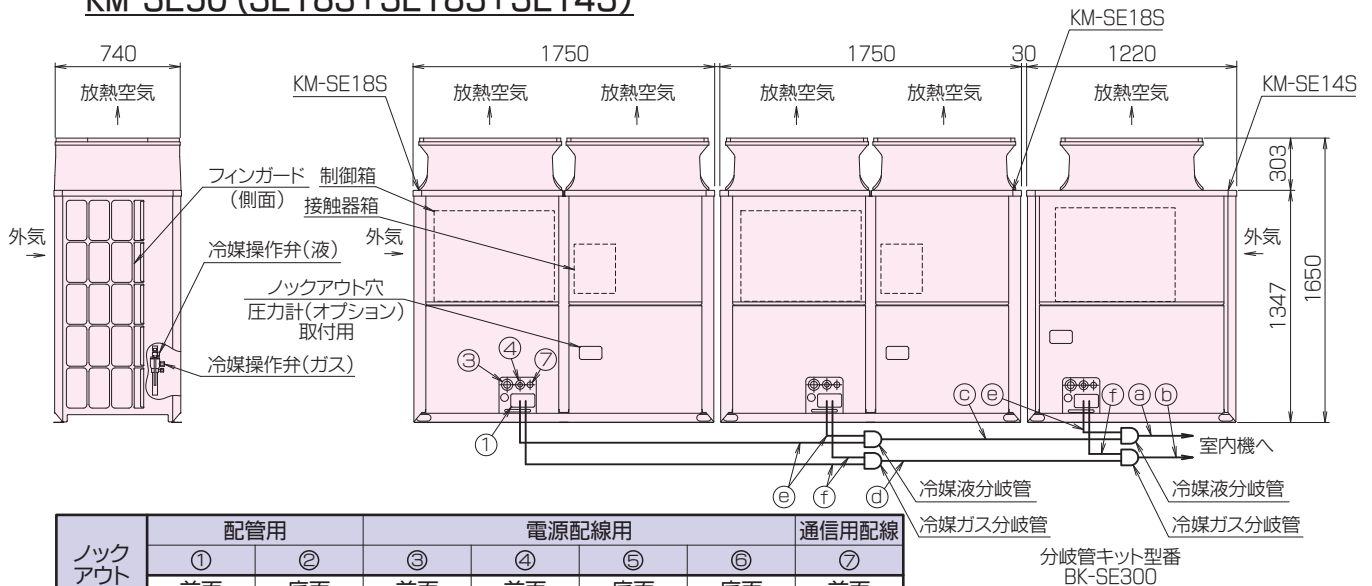 KM-SE50 (SE18S+SE18S+SE14S)
740
1750
1750
30
1220
KM-SE18S
KM-SE18S
KM-SE14S
放熱空気
放熱空気
放熱空気
放熱空気
放熱空気
放熱空気
フィンガード
(側面)
制御箱
接触器箱
外気
外気
外気
冷媒操作弁(液)
ノックアウト穴
圧力計(オプション)
取付用
冷媒操作弁(ガス)
303
1347
1650
③
④
⑦
①
ⓒ
ⓔ
ⓕ
ⓐ
ⓑ
室内機へ
ⓔ
ⓕ
ⓓ
冷媒液分岐管
冷媒液分岐管
冷媒ガス分岐管
冷媒ガス分岐管
分岐管キット型番
BK-SE300
ノック
アウト
配管用
電源配線用
通信用配線
①
②
③
④
⑤
⑥
⑦
前面
底面
前面
前面
底面
底面
前面